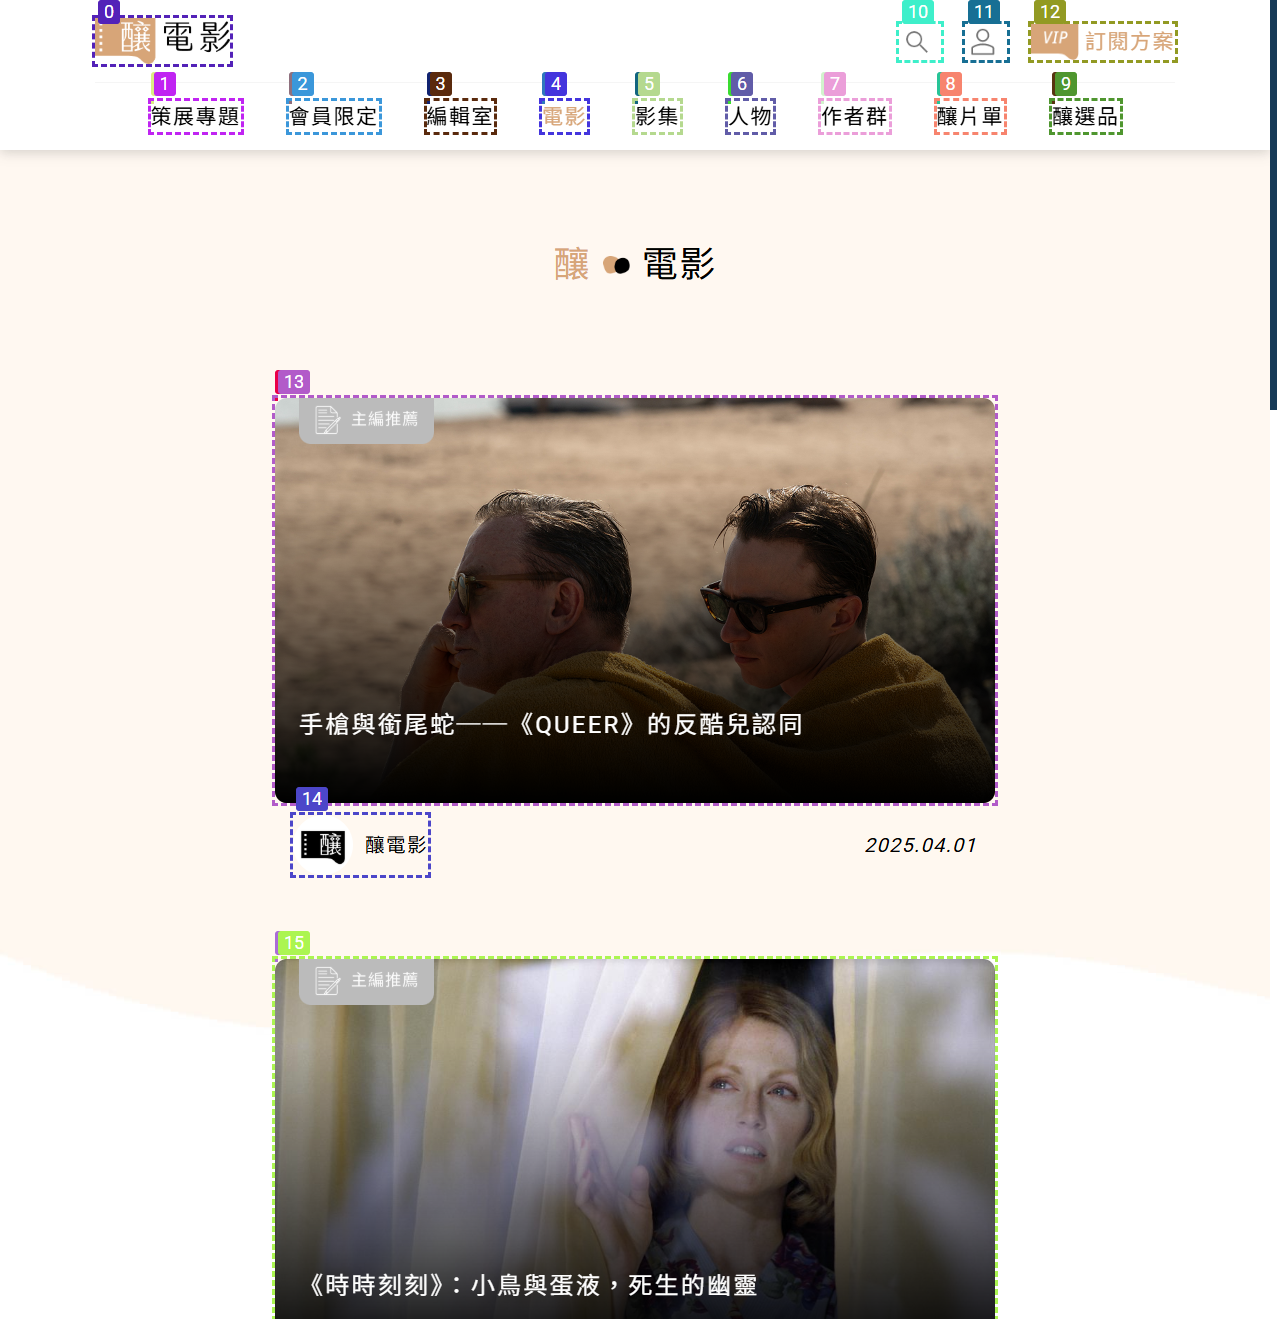 0
釀電影
10
11
12
VIP 訂閱方案
1
2
3
4
5
6
7
8
9
策展專題
會員限定
編輯室
電影
影集
人物
作者群
釀片單
釀選品
釀 電影
13
主編推薦
手槍與銜尾蛇——《QUEER》的反酷兒認同
14
釀 釀電影
2025.04.01
15
主編推薦
《時時刻刻》：小鳥與蛋液，死生的幽靈